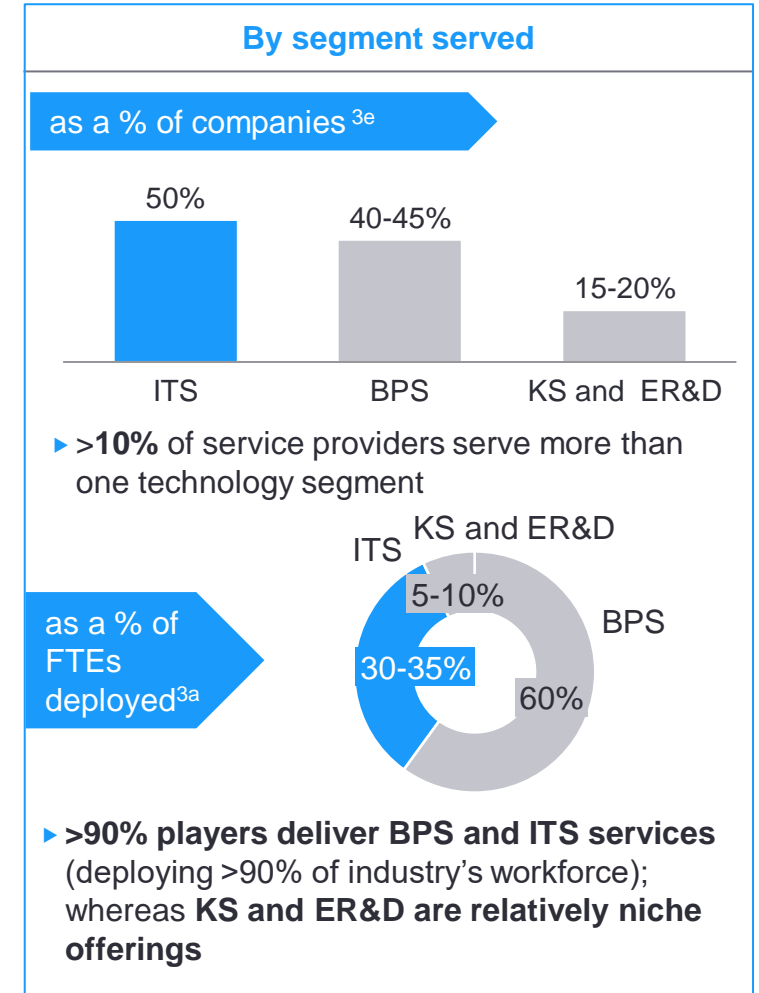 By segment served
as a % of companies 3e
50%
40-45%
15-20%
ITS
BPS
KS and ER&D
▶ >10% of service providers serve more than
one technology segment
KS and ER&D
ITS
5-10%
BPS
as a % of
FTEs
deployed3a
30-35%
60%
▶ >90% players deliver BPS and ITS services
(deploying >90% of industry's workforce);
whereas KS and ER&D are relatively niche
offerings